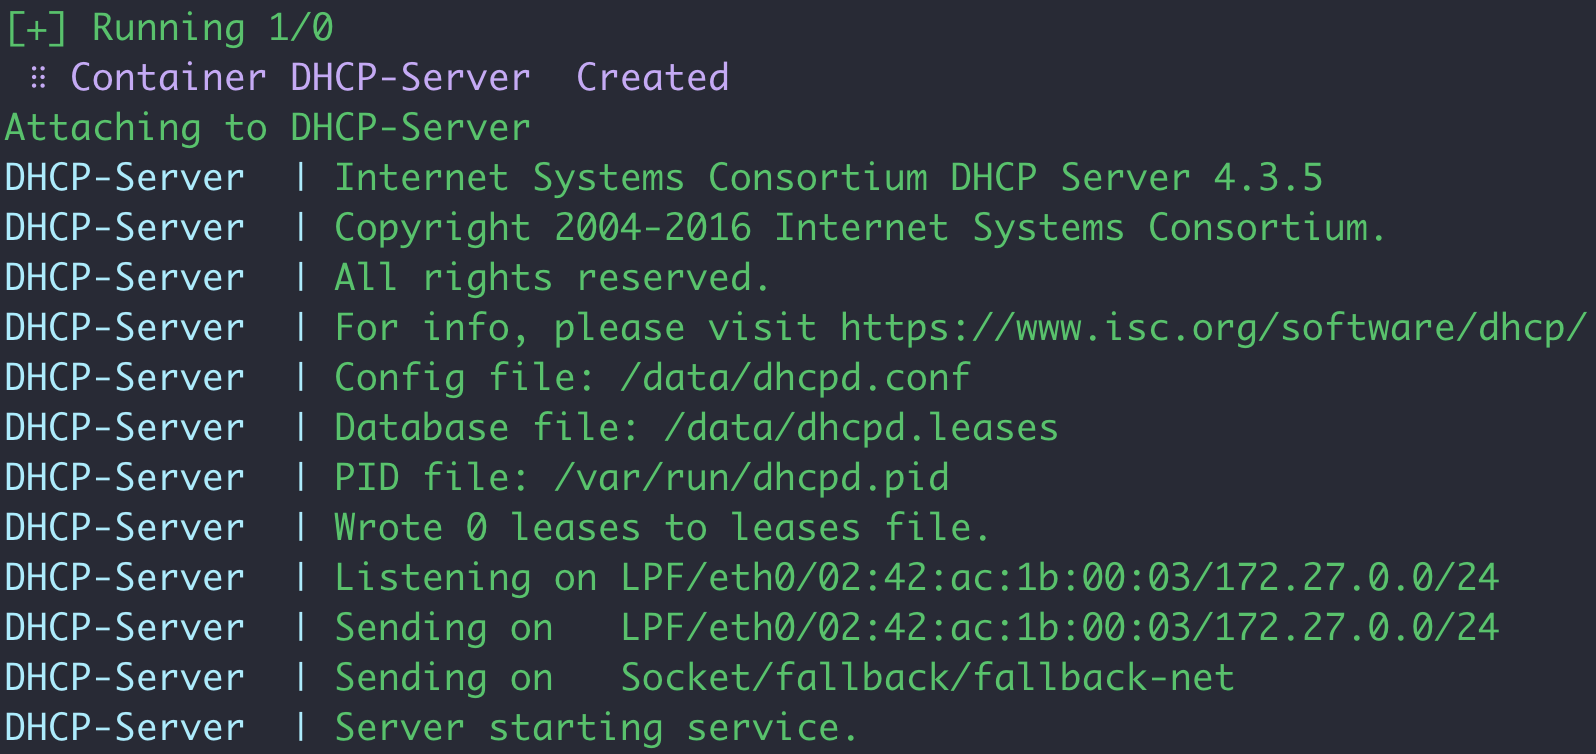 [+] Running 1/0
 ⠿ Container DHCP-Server  Created
Attaching to DHCP-Server
DHCP-Server  | Internet Systems Consortium DHCP Server 4.3.5
DHCP-Server  | Copyright 2004-2016 Internet Systems Consortium.
DHCP-Server  | All rights reserved.
DHCP-Server  | For info, please visit https://www.isc.org/software/dhcp/
DHCP-Server  | Config file: /data/dhcpd.conf
DHCP-Server  | Database file: /data/dhcpd.leases
DHCP-Server  | PID file: /var/run/dhcpd.pid
DHCP-Server  | Wrote 0 leases to leases file.
DHCP-Server  | Listening on LPF/eth0/02:42:ac:1b:00:03/172.27.0.0/24
DHCP-Server  | Sending on   LPF/eth0/02:42:ac:1b:00:03/172.27.0.0/24
DHCP-Server  | Sending on   Socket/fallback/fallback-net
DHCP-Server  | Server starting service.